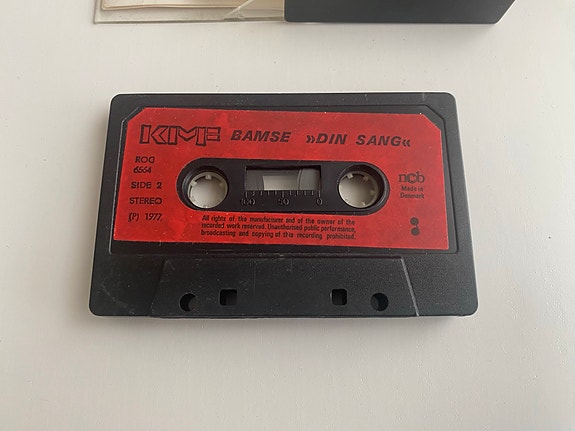 KMF BAMSE »DIN SANG«
ROG
6564
SIDE 2
STEREO
(P) 1977
100 50 0
ncb
Made in
Denmark
All rights of the manufacturer and of the owner of the
recorded work reserved. Unauthorised public performance,
broadcasting and copying of this recording prohibited.